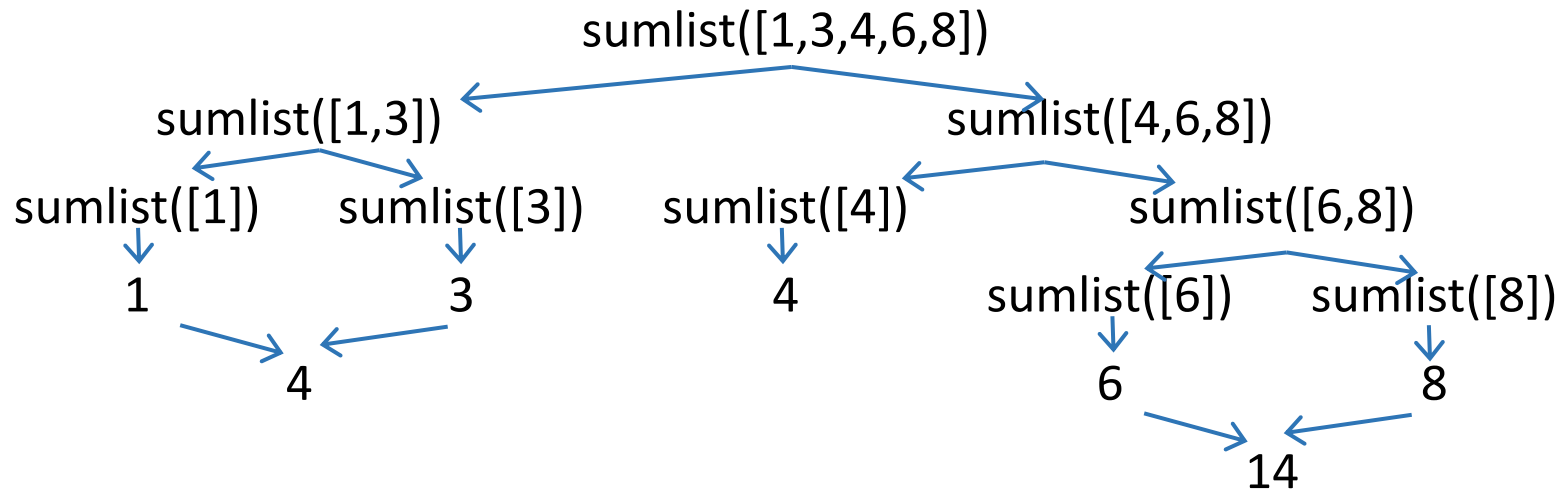 sumlist([1,3,4,6,8])
sumlist([1,3]) sumlist([4,6,8])
sumlist([1]) sumlist([3]) sumlist([4]) sumlist([6,8])
1 3 4 sumlist([6]) sumlist([8])
4 6 8
14